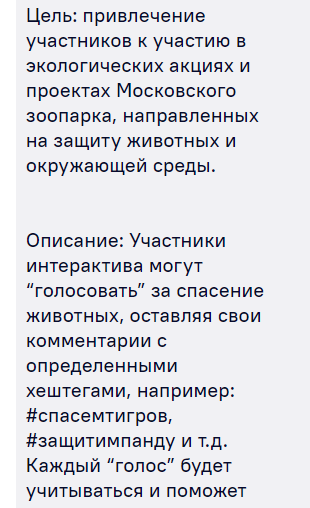 Цель: привлечение
участников к участию в
экологических акциях и
проектах Московского
зоопарка, направленных
на защиту животных и
окружающей среды.
Описание: Участники
интерактива могут
“голосовать” за спасение
животных, оставляя свои
комментарии с
определенными
хештегами, например:
#спасемтигров,
#защитимпанду и т.д.
Каждый “голос” будет
учитываться и поможет